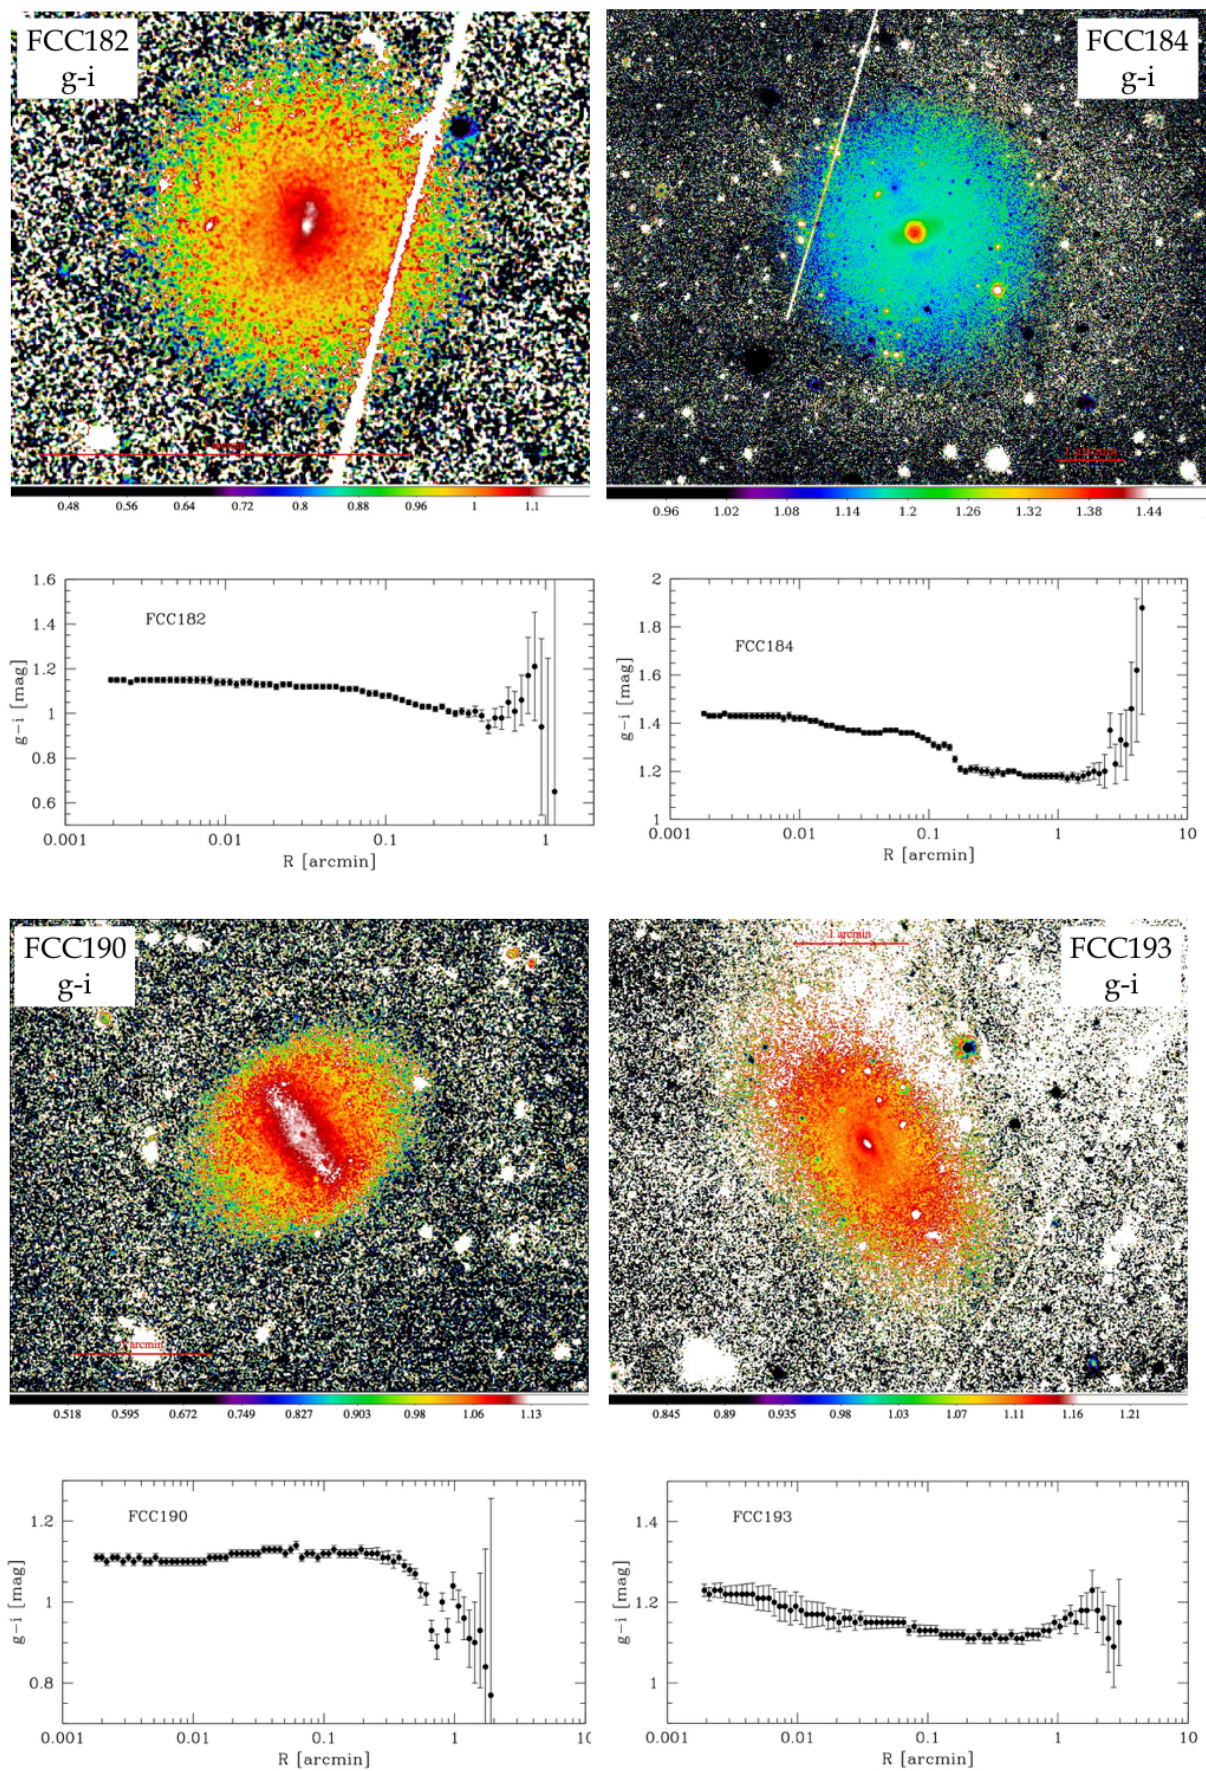 FCC182
g-i
FCC184
g-i
1 arcmin
0.48 0.56 0.64 0.72 0.8 0.88 0.96 1 1.1
0.96 1.02 1.08 1.14 1.2 1.26 1.32 1.38 1.44
1.6
1.4
1.2
1
0.8
0.6
g-i [mag]
FCC182
0.001 0.01 0.1 1
R [arcmin]
2
1.8
1.6
1.4
1.2
1
g-i [mag]
FCC184
0.001 0.01 0.1 1 10
R [arcmin]
FCC190
g-i
1 arcmin
FCC193
g-i
arcmin
0.518 0.595 0.672 0.749 0.827 0.903 0.98 1.06 1.13
0.845 0.89 0.935 0.98 1.03 1.07 1.11 1.16 1.21
1.2
1
0.8
g-i [mag]
FCC190
0.001 0.01 0.1 1
R [arcmin]
1.4
1.2
1
g-i [mag]
FCC193
0.001 0.01 0.1 1 10
R [arcmin]